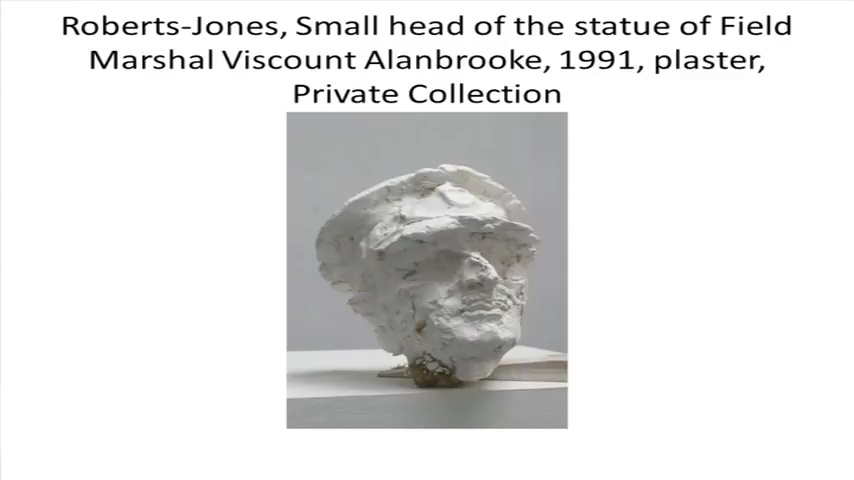 Roberts-Jones, Small head of the statue of Field
Marshal Viscount Alanbrooke, 1991, plaster,
Private Collection